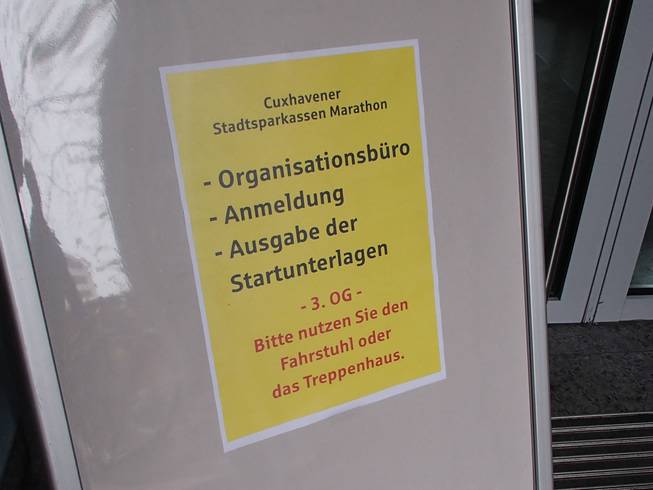 Cuxhavener
Stadtsparkassen Marathon
- Organisationsbüro
- Anmeldung
- Ausgabe der
Startunterlagen
- 3. OG -
Bitte nutzen Sie den
Fahrstuhl oder
das Treppenhaus.